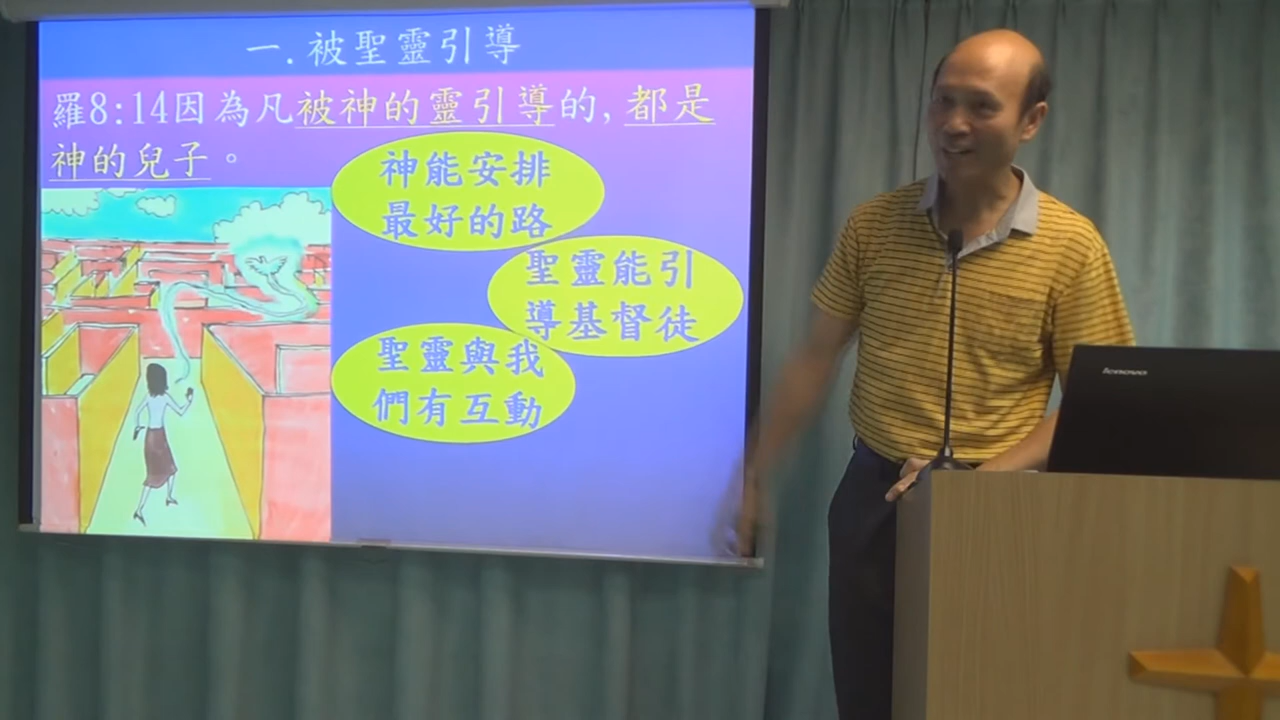 一.被聖靈引導
羅8:14因為凡被神的靈引導的,都是
神的兒子。
神能安排
最好的路
聖靈能引
導基督徒
聖靈與我
們有互動
lenovo